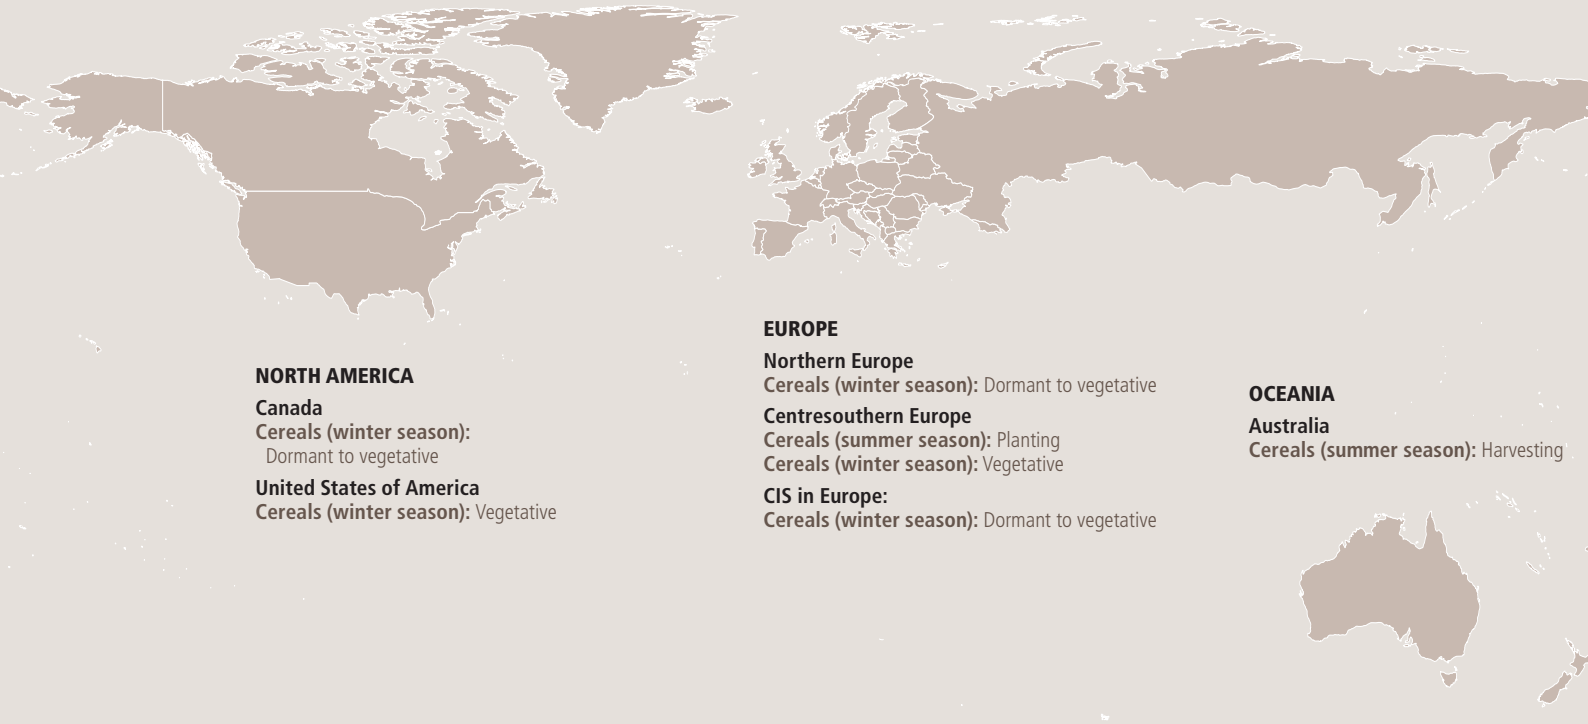 NORTH AMERICA
Canada
Cereals (winter season):
Dormant to vegetative
United States of America
Cereals (winter season): Vegetative
EUROPE
Northern Europe
Cereals (winter season): Dormant to vegetative
Centresouthern Europe
Cereals (summer season): Planting
Cereals (winter season): Vegetative
CIS in Europe:
Cereals (winter season): Dormant to vegetative
OCEANIA
Australia
Cereals (summer season): Harvesting